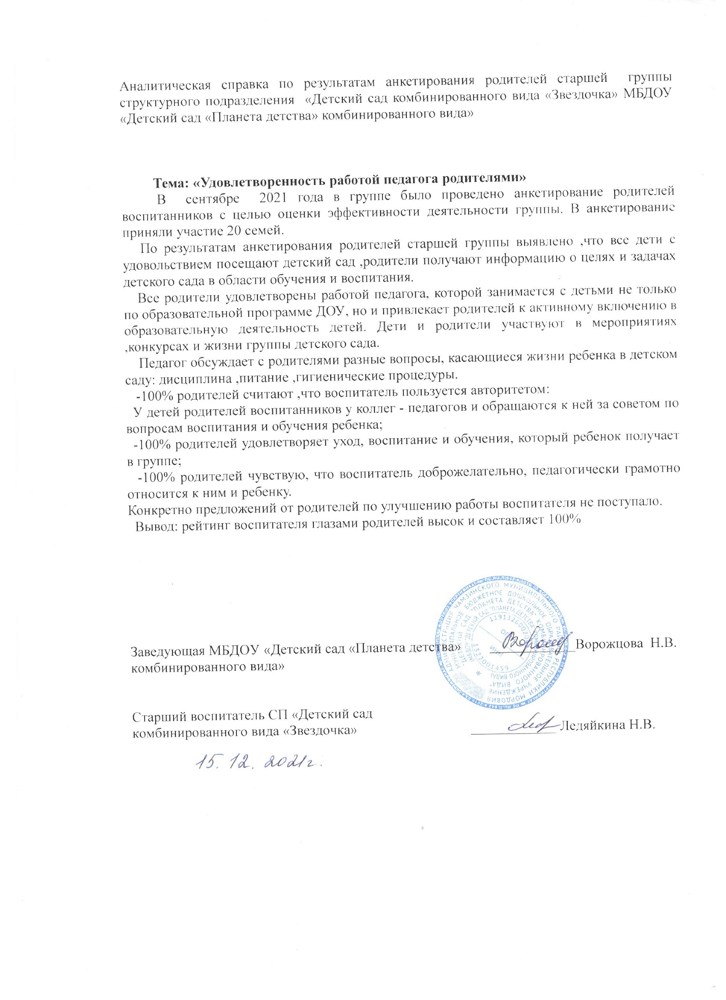 Аналитическая справка по результатам анкетирования родителей старшей группы
структурного подразделения «Детский сад комбинированного вида «Звездочка» МБДОУ
«Детский сад «Планета детства» комбинированного вида»
Тема: «Удовлетворенность работой педагога родителями»
В сентябре 2021 года в группе было проведено анкетирование родителей
воспитанников с целью оценки эффективности деятельности группы. В анкетирование
приняли участие 20 семей.
По результатам анкетирования родителей старшей группы выявлено ,что все дети с
удовольствием посещают детский сад ,родители получают информацию о целях и задачах
детского сада в области обучения и воспитания.
Все родители удовлетворены работой педагога, которой занимается с детьми не только
по образовательной программе ДОУ, но и привлекает родителей к активному включению в
образовательную деятельность детей. Дети и родители участвуют в мероприятиях
,конкурсах и жизни группы детского сада.
Педагог обсуждает с родителями разные вопросы, касающиеся жизни ребенка в детском
саду: дисциплина ,питание ,гигиенические процедуры.
-100% родителей считают ,что воспитатель пользуется авторитетом:
У детей родителей воспитанников у коллег - педагогов и обращаются к ней за советом по
вопросам воспитания и обучения ребенка;
-100% родителей удовлетворяет уход, воспитание и обучения, который ребенок получает
в группе;
-100% родителей чувствую, что воспитатель доброжелательно, педагогически грамотно
относится к ним и ребенку.
Конкретно предложений от родителей по улучшению работы воспитателя не поступало.
Вывод: рейтинг воспитателя глазами родителей высок и составляет 100%
Заведующая МБДОУ «Детский сад «Планета детства» Ворожцова Н.В.
комбинированного вида»
Старший воспитатель СП «Детский сад
комбинированного вида «Звездочка» Ледяйкина Н.В.
15.12.2021г.